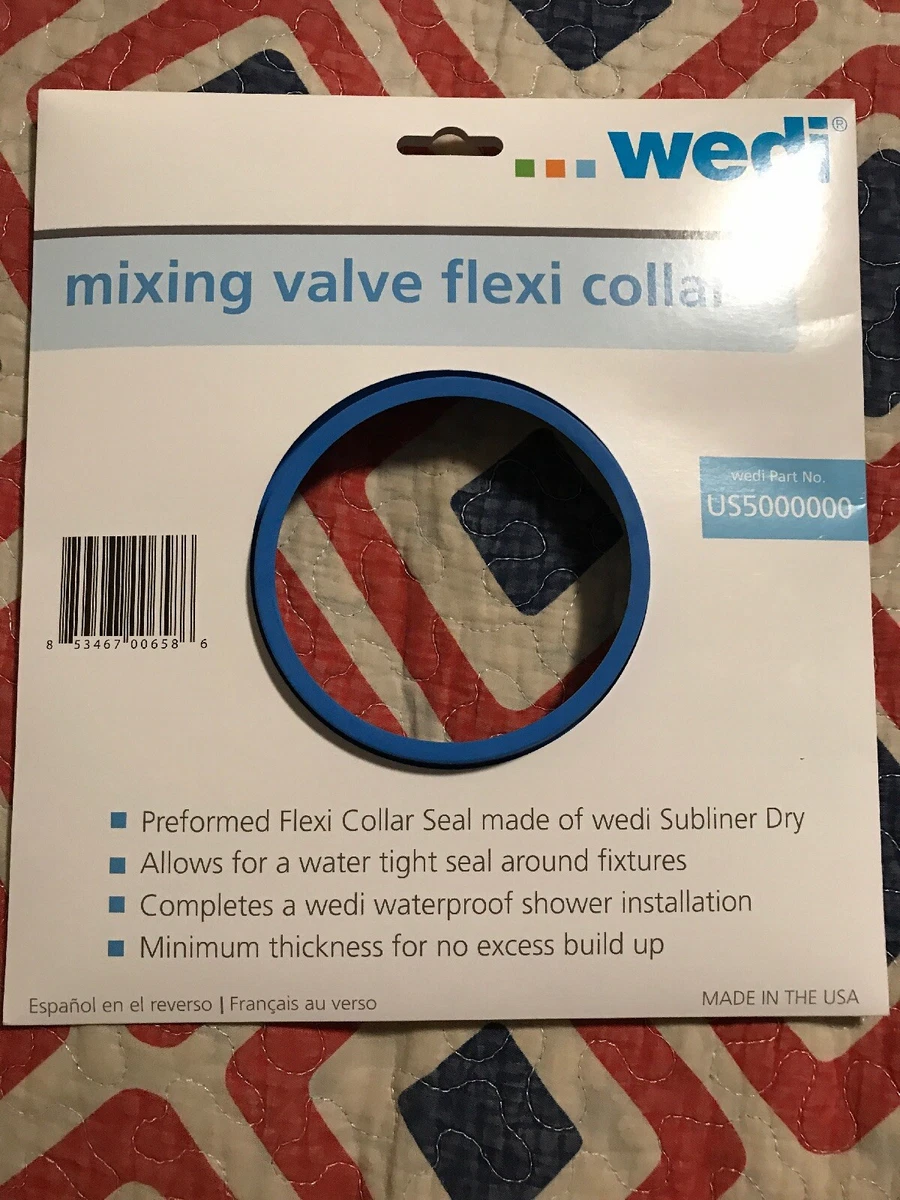 wedi®
mixing valve flexi collar
wedi Part No.
US5000000
8 53467 00658 6
Preformed Flexi Collar Seal made of wedi Subliner Dry
Allows for a water tight seal around fixtures
Completes a wedi waterproof shower installation
Minimum thickness for no excess build up
Español en el reverso | Français au verso
MADE IN THE USA